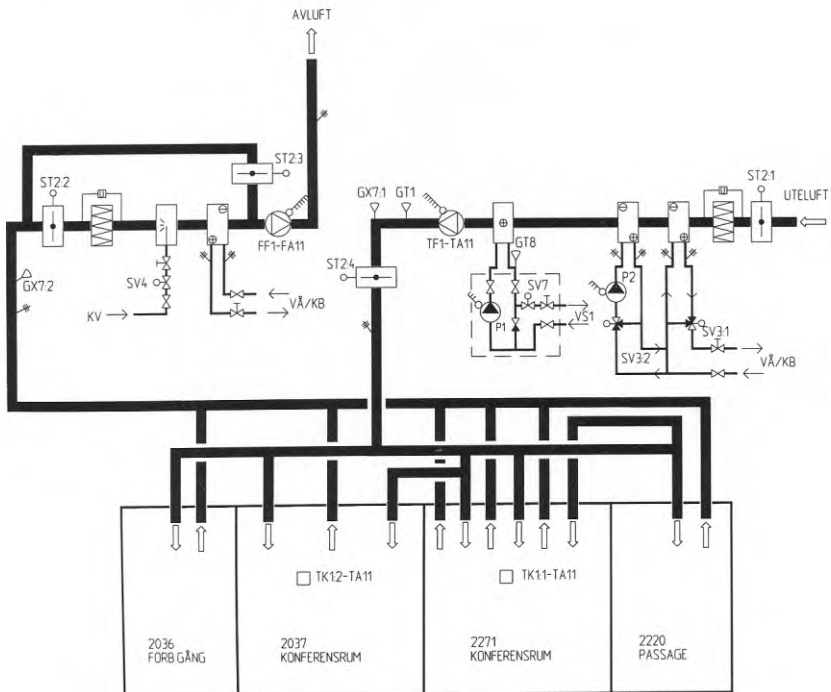 AVLUFT
ST2:3
ST2:2
GX7:1
GT1
ST2:1
UTELUFT
FF1-FA11
TF1-TA11
GT8
ST2:4
GX7:2
SV4
P2
SV7
KV
VÅ/KB
P1
VS1
SV3:1
SV3:2
VÅ/KB
TK1:2-TA11
TK1:1-TA11
2036
FÖRB GÅNG
2037
KONFERENSRUM
2271
KONFERENSRUM
2220
PASSAGE